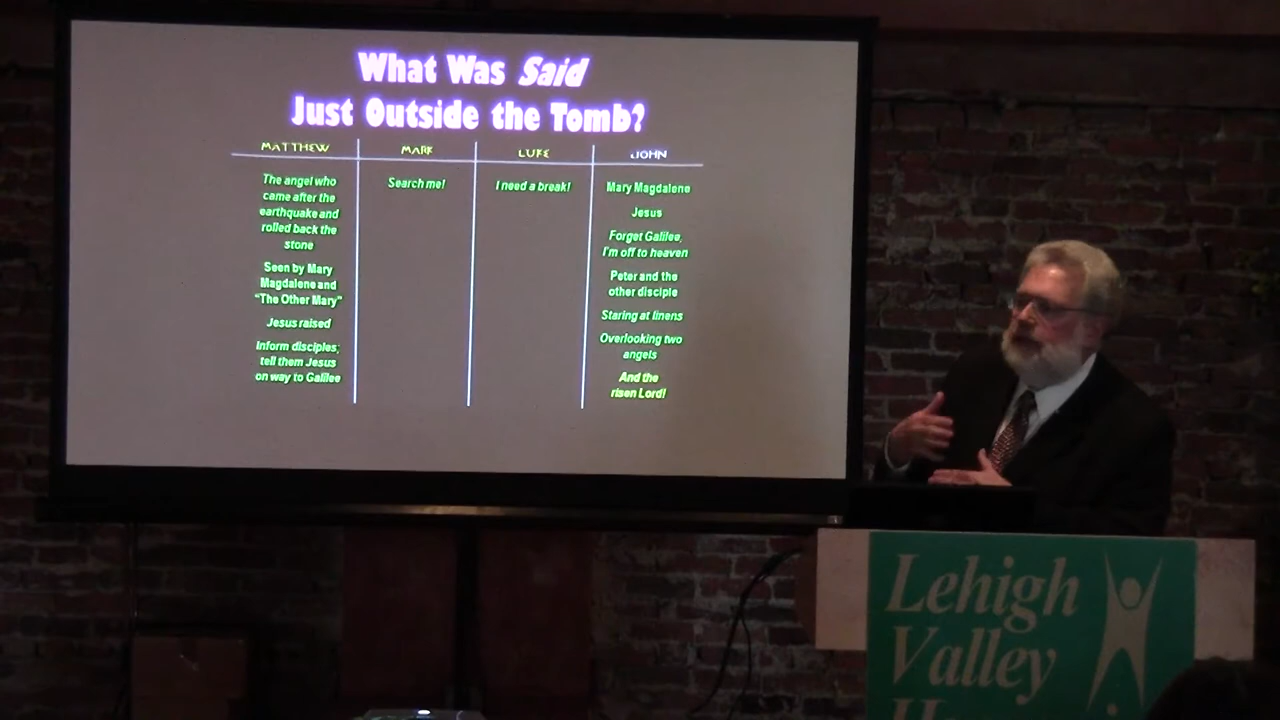 What Was Said
Just Outside the Tomb?
MATTHEW
The angel who
came after the
earthquake and
rolled back the
stone
Seen by Mary
Magdalene and
"The Other Mary"
Jesus raised
Inform disciples;
tell them Jesus
on way to Galilee
MARK
Search me!
LUKE
I need a break!
JOHN
Mary Magdalene
Jesus
Forget Galilee,
I'm off to heaven
Peter and the
other disciple
Staring at linens
Overlooking two
angels
And the
risen Lord!
Lehigh
Valley